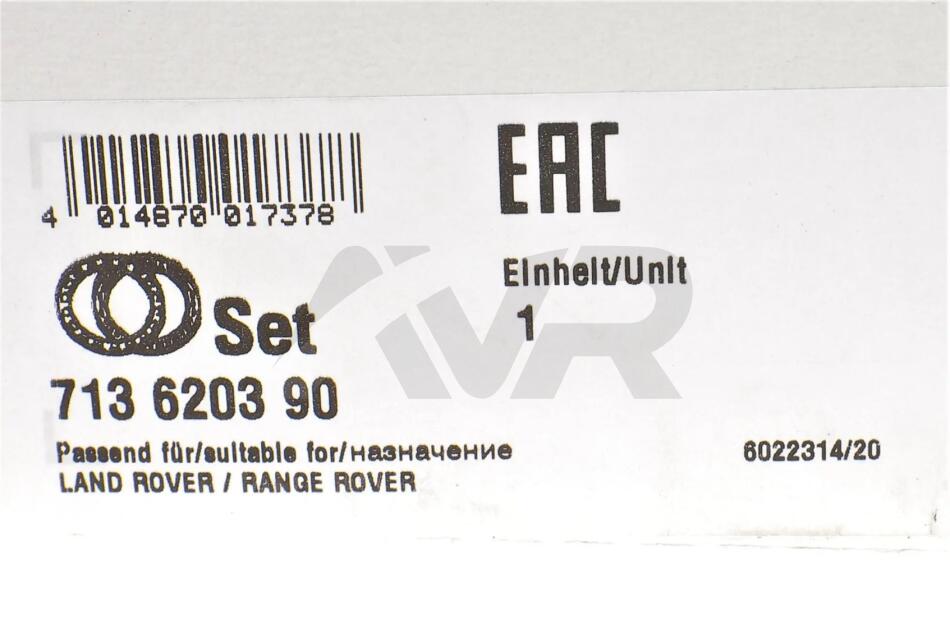 4 014870 017378
EAC
Einheit/Unit
1
Set
713 6203 90
Passend für/suitable for/назначение
LAND ROVER / RANGE ROVER
6022314/20
IVR